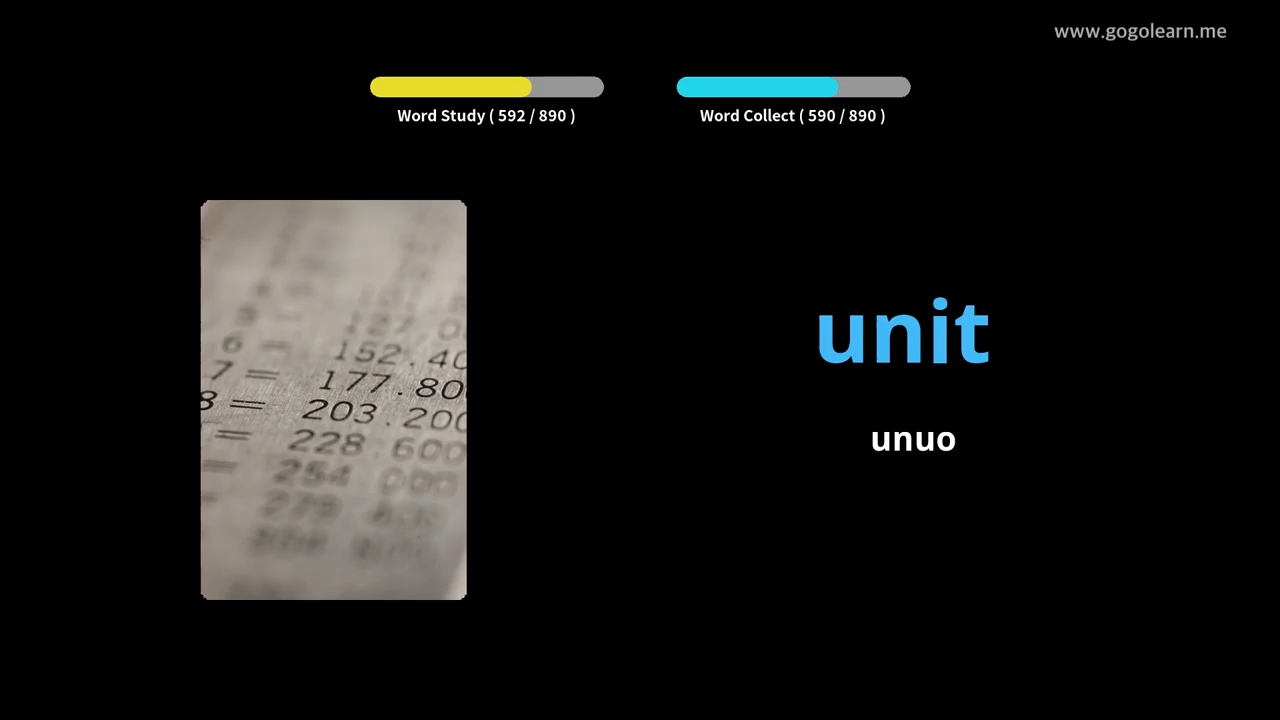 www.gogolearn.me
Word Study ( 592 / 890 )
Word Collect ( 590 / 890 )
6 = 152.40
7 = 177.80
8 = 203.200
= 228.600
= 254 000
unit
unuo